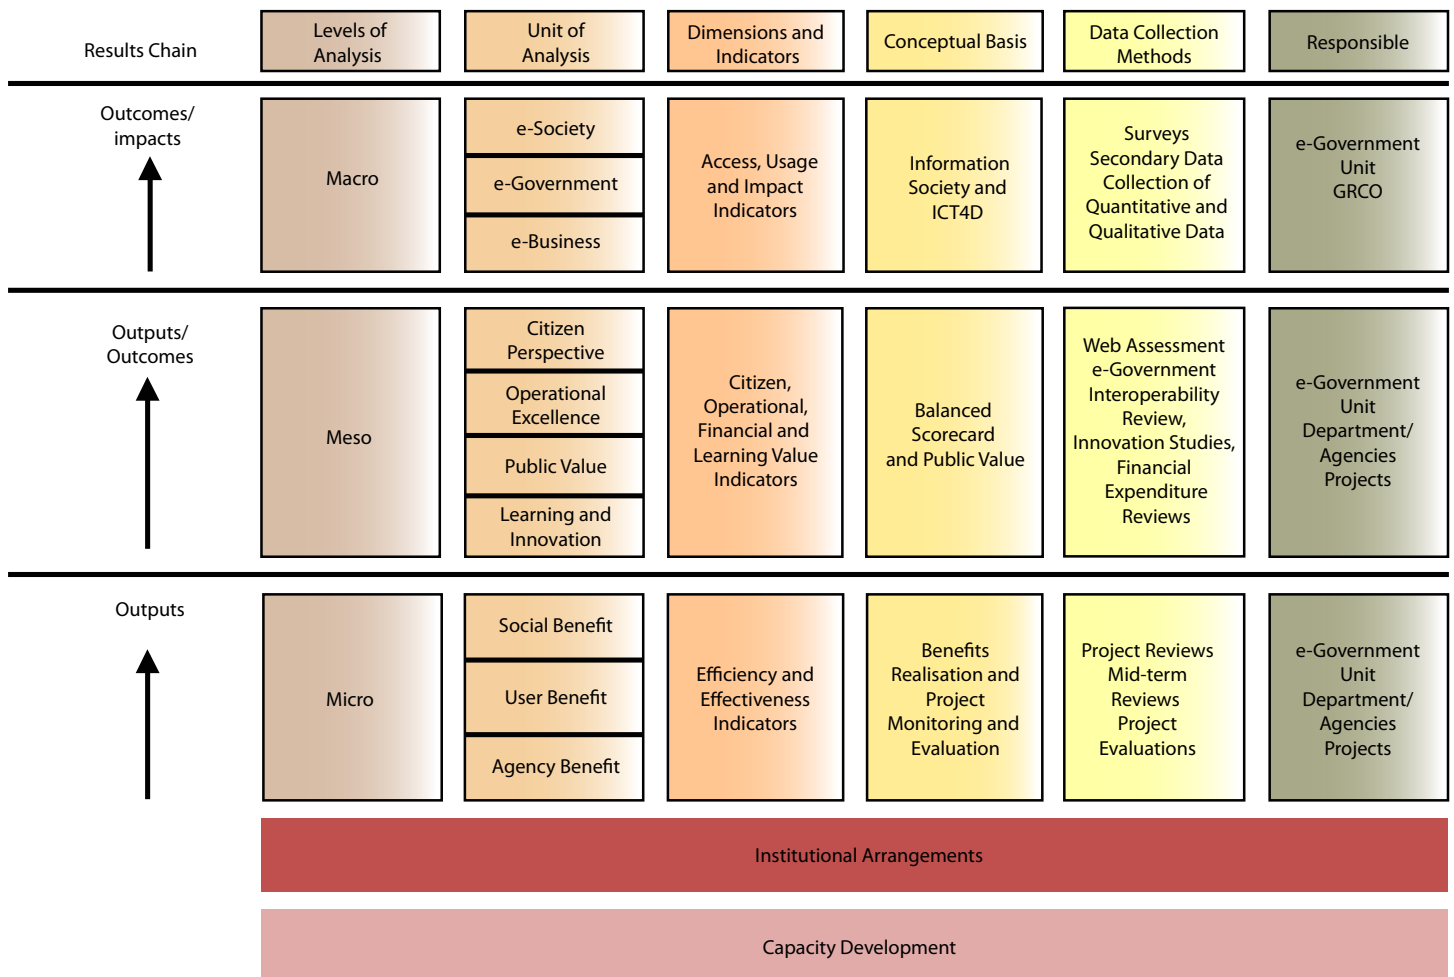 Results Chain
Levels of
Analysis
Unit of
Analysis
Dimensions and
Indicators
Conceptual Basis
Data Collection
Methods
Responsible
Outcomes/
impacts
Macro
e-Society
e-Government
e-Business
Access, Usage
and Impact
Indicators
Information
Society and
ICT4D
Surveys
Secondary Data
Collection of
Quantitative and
Qualitative Data
e-Government
Unit
GRCO
Outputs/
Outcomes
Meso
Citizen
Perspective
Operational
Excellence
Public Value
Learning and
Innovation
Citizen,
Operational,
Financial and
Learning Value
Indicators
Balanced
Scorecard
and Public Value
Web Assessment
e-Government
Interoperability
Review,
Innovation Studies,
Financial
Expenditure
Reviews
e-Government
Unit
Department/
Agencies
Projects
Outputs
Micro
Social Benefit
User Benefit
Agency Benefit
Efficiency and
Effectiveness
Indicators
Benefits
Realisation and
Project
Monitoring and
Evaluation
Project Reviews
Mid-term
Reviews
Project
Evaluations
e-Government
Unit
Department/
Agencies
Projects
Institutional Arrangements
Capacity Development